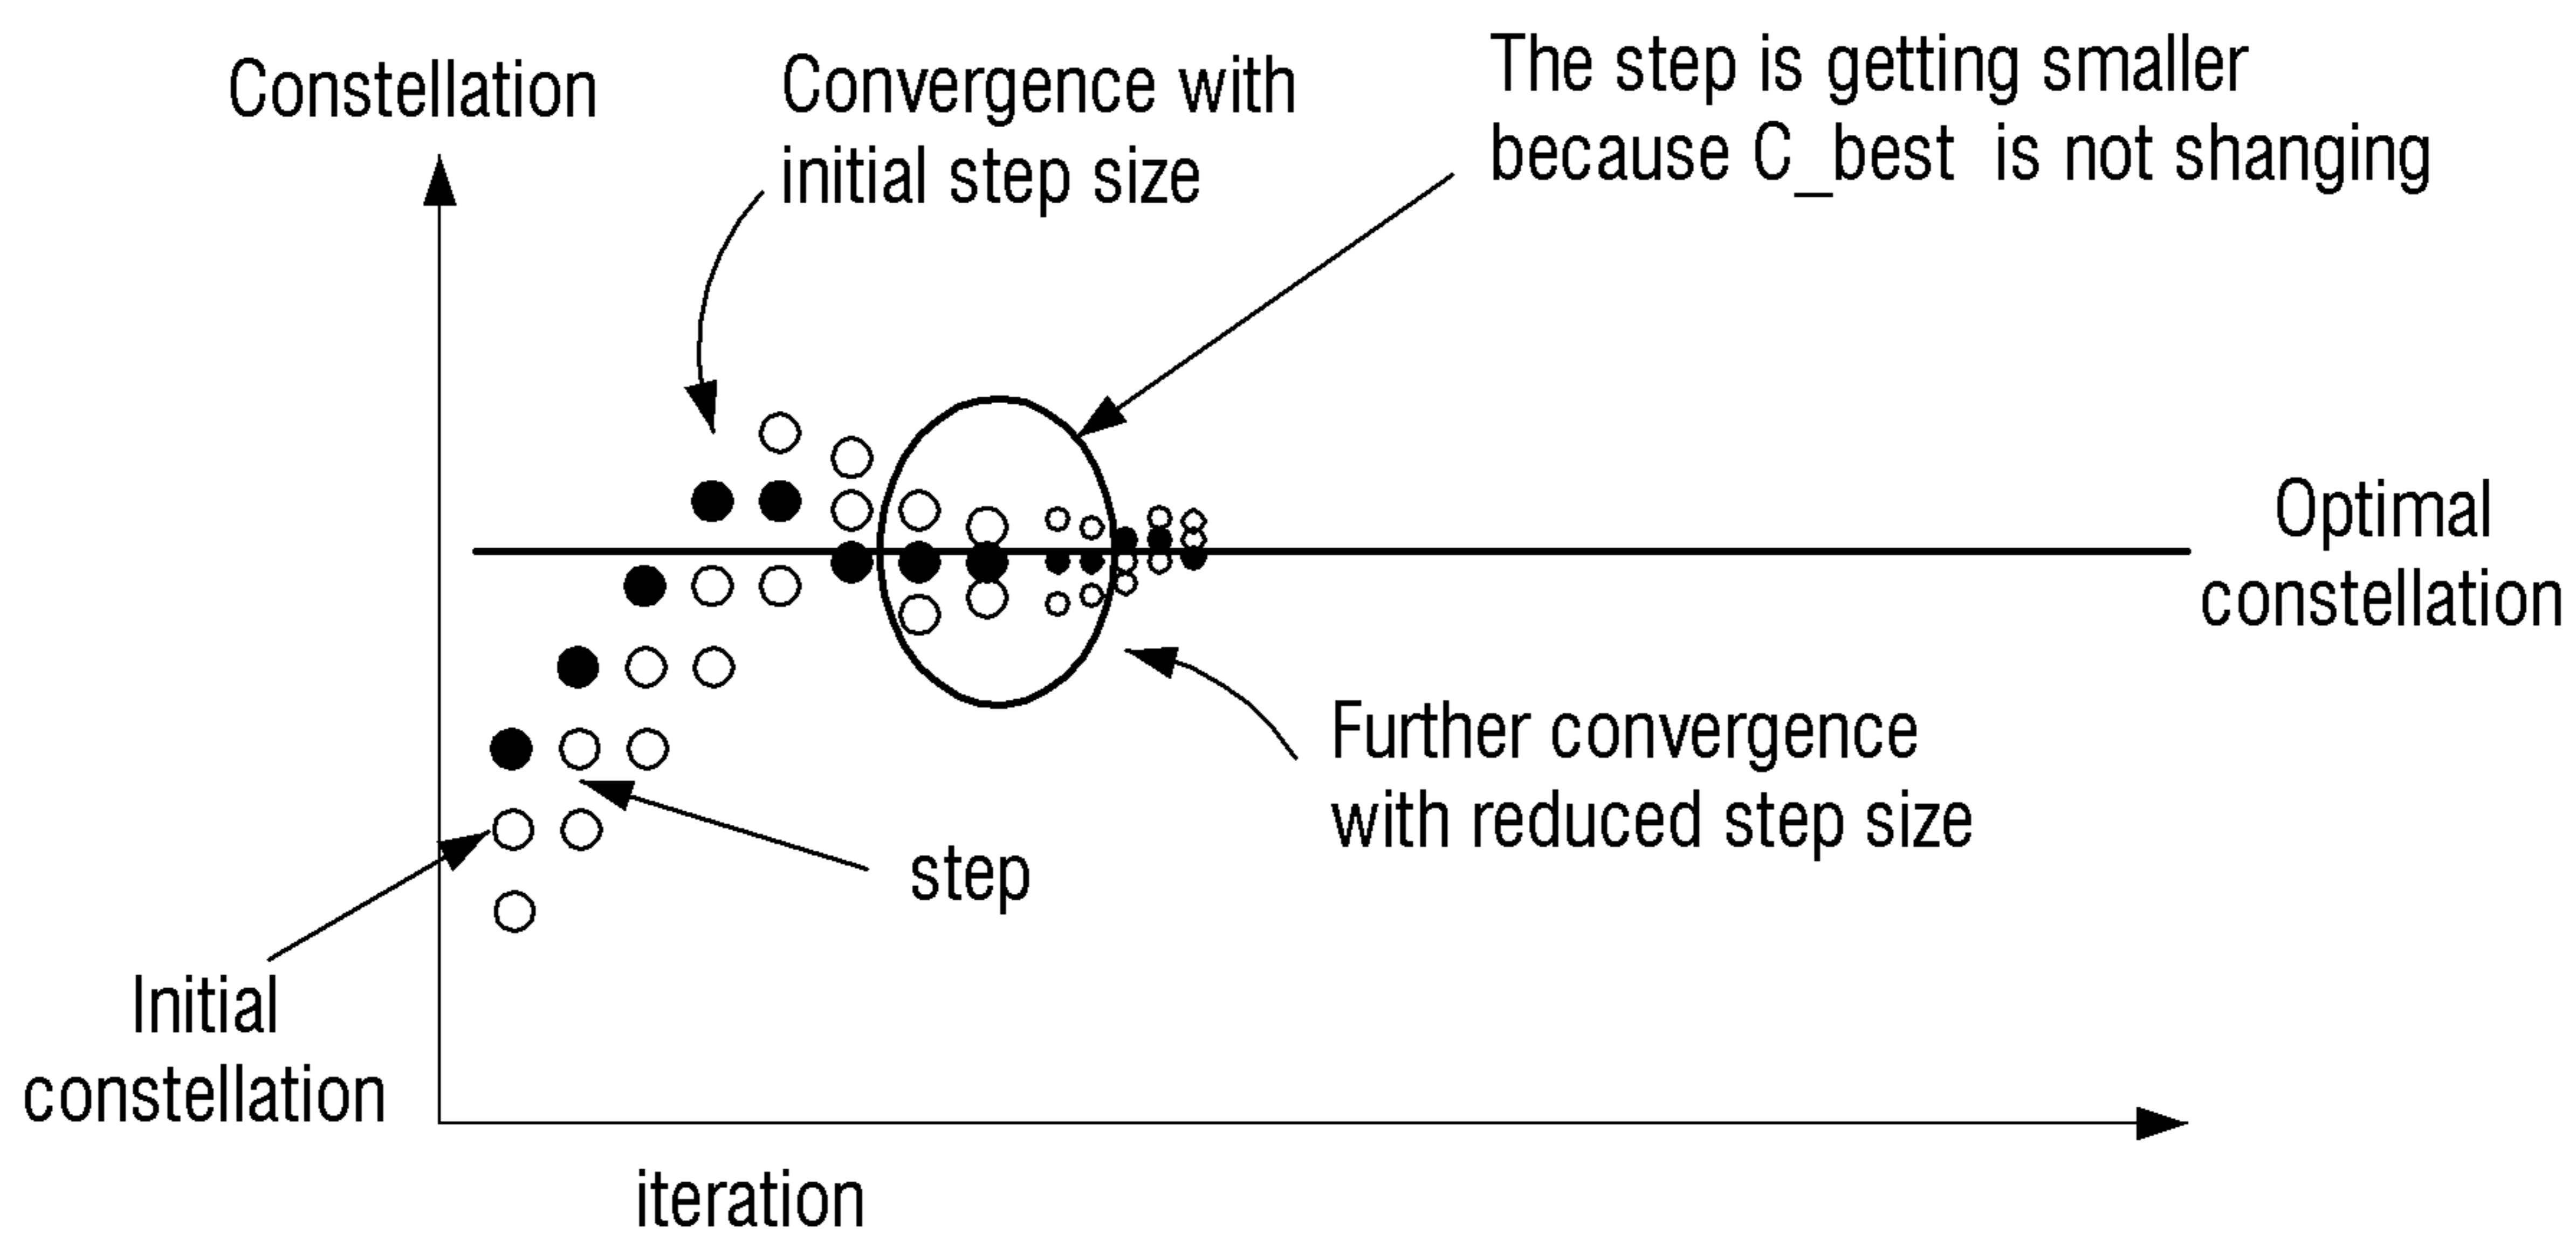 Constellation
Convergence with
initial step size
The step is getting smaller
because C_best is not shanging
Optimal
constellation
Further convergence
with reduced step size
step
Initial
constellation
iteration